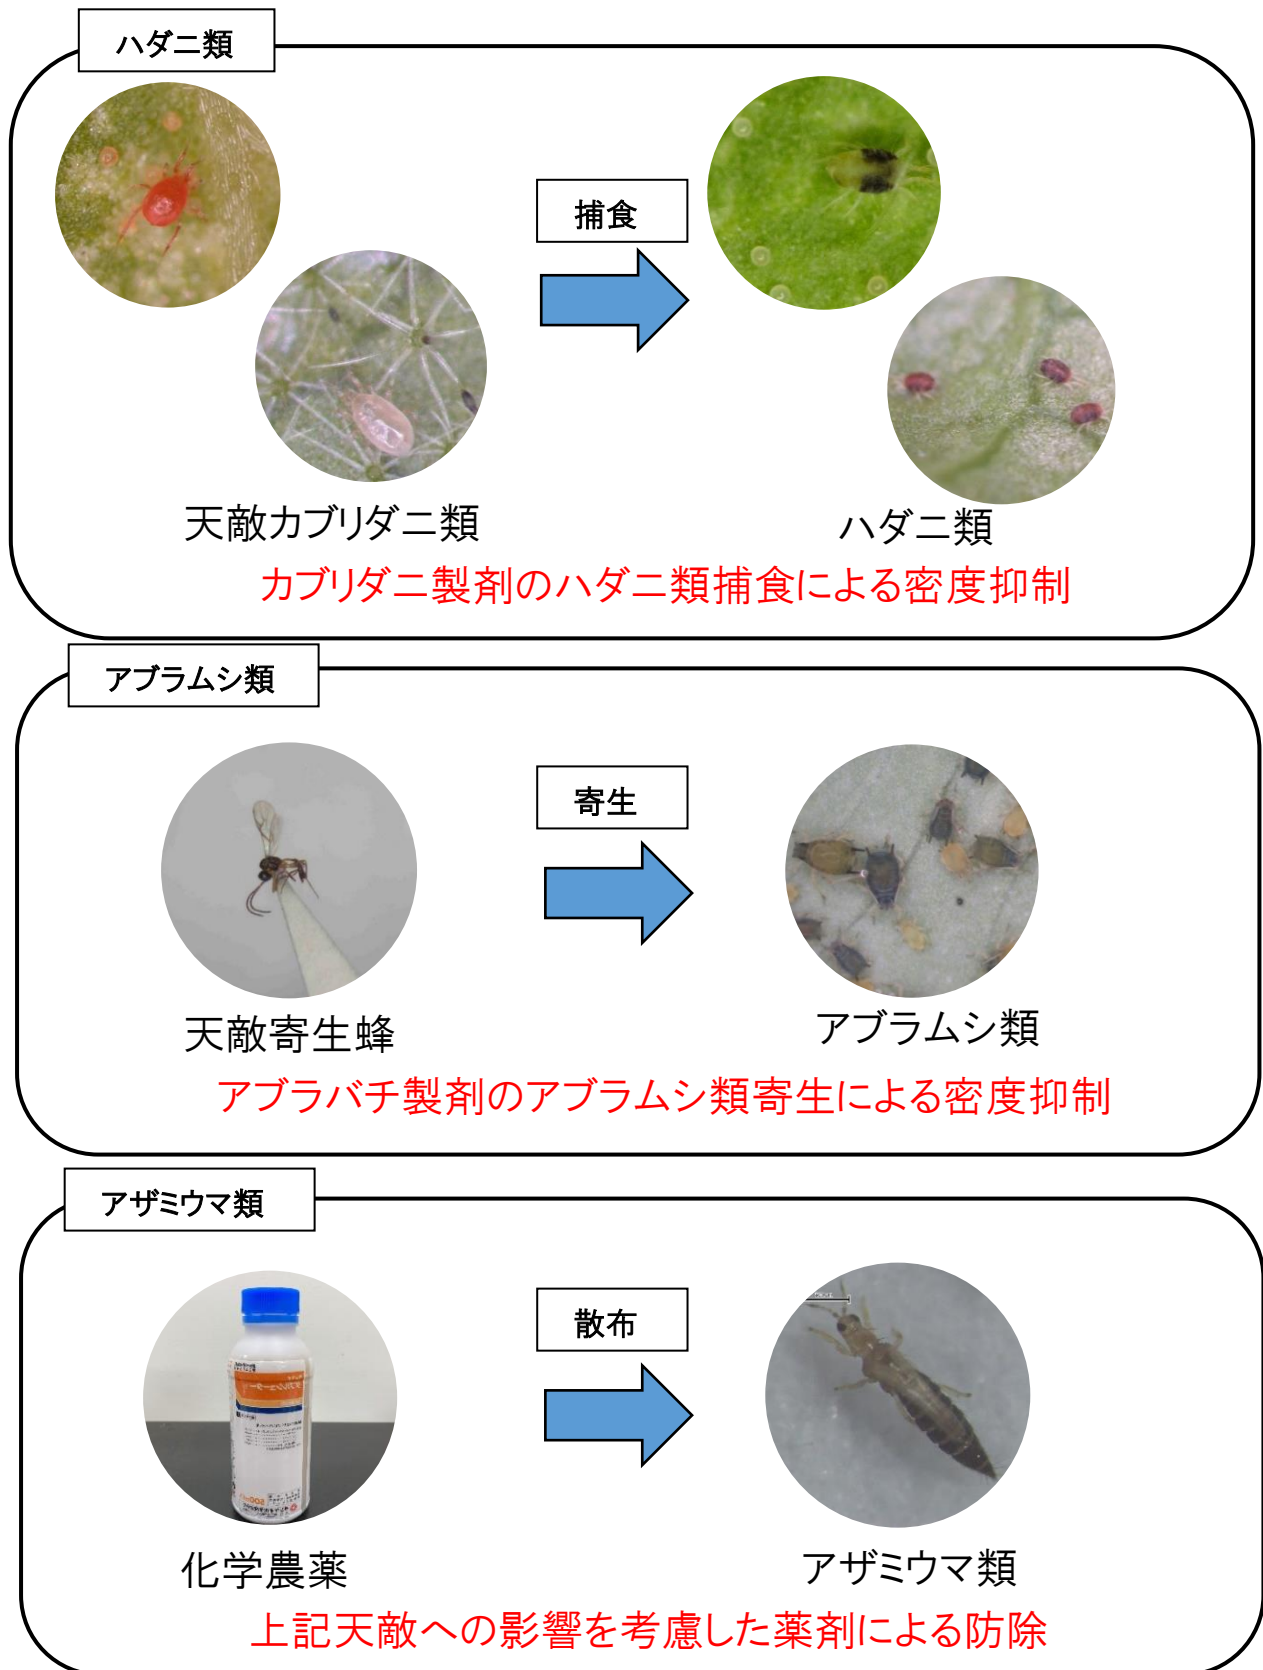 ハダニ類
捕食
天敵カブリダニ類
ハダニ類
カブリダニ製剤のハダニ類捕食による密度抑制
アブラムシ類
寄生
天敵寄生蜂
アブラムシ類
アブラバチ製剤のアブラムシ類寄生による密度抑制
アザミウマ類
散布
化学農薬
アザミウマ類
上記天敵への影響を考慮した薬剤による防除